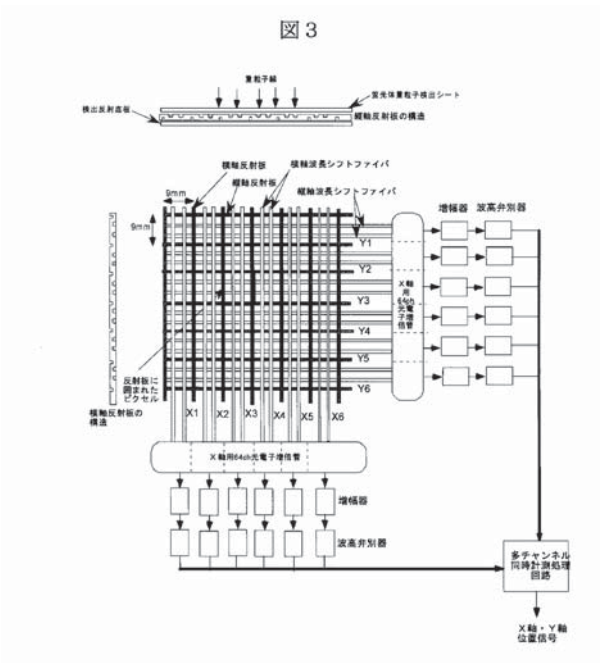 図3
重粒子線
蛍光体重粒子検出シート
検出反射底板
縦軸反射板の構造
横軸反射板
横軸波長シフトファイバ
9mm
縦軸反射板
縦軸波長シフトファイバ
増幅器
波高弁別器
9mm
Y1
Y2
X軸
用
64ch
光電子増倍管
Y3
Y4
Y5
反射板に
囲まれた
ピクセル
Y6
横軸反射板の
構造
X1
X2
X3
X4
X5
X6
X軸用64ch光電子増倍管
増幅器
波高弁別器
多チャンネル
同時計測処理
回路
X軸・Y軸
位置信号